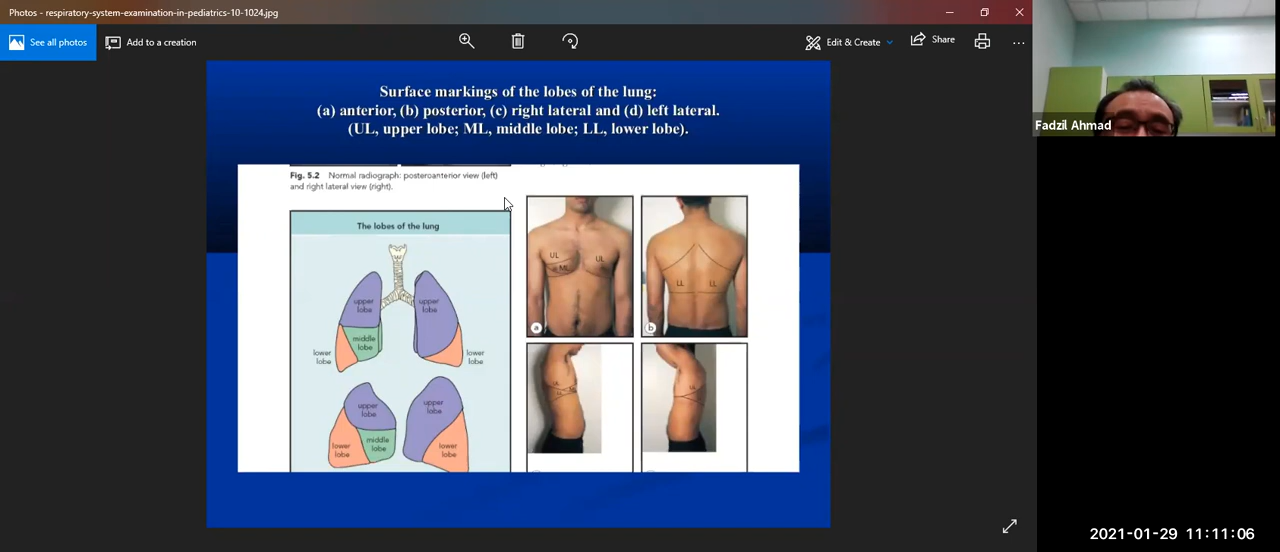 Photos - respiratory-system-examination-in-pediatrics-10-1024.jpg
See all photos
Add to a creation
Edit & Create
Share
Surface markings of the lobes of the lung:
(a) anterior, (b) posterior, (c) right lateral and (d) left lateral.
(UL, upper lobe; ML, middle lobe; LL, lower lobe).
Fadzil Ahmad
Fig. 5.2 Normal radiograph: posteroanterior view (left)
and right lateral view (right).
The lobes of the lung
upper
lobe
upper
lobe
middle
lobe
lower
lobe
lower
lobe
upper
lobe
upper
lobe
lower
lobe
middle
lobe
lower
lobe
UL
UL
ML
a
LL
LL
b
UL
ML
LL
UL
2021-01-29 11:11:06